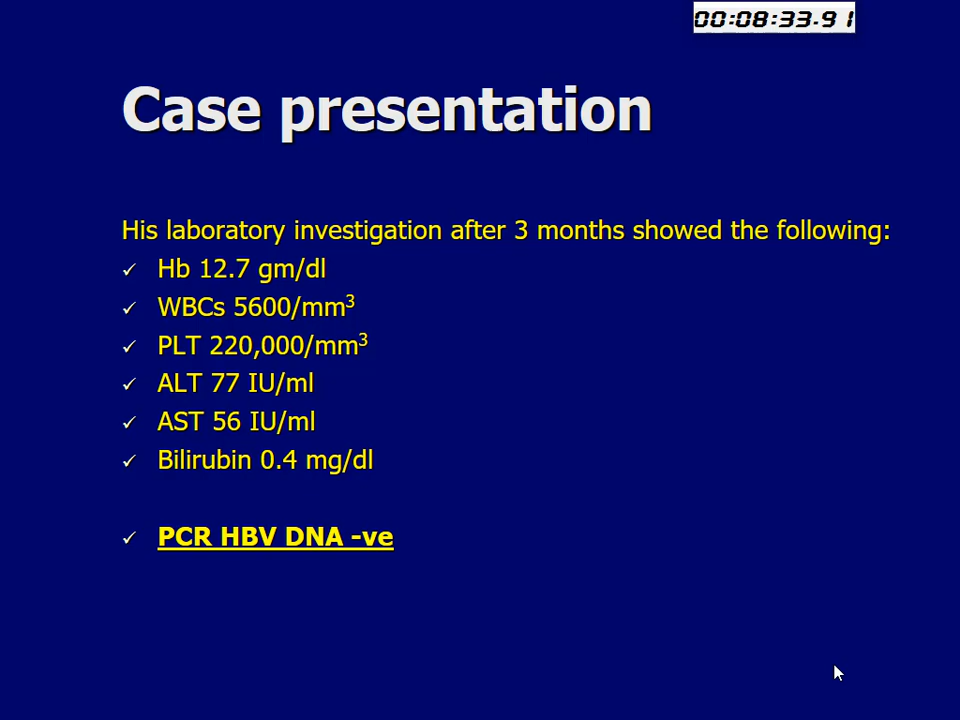 00:08:33.91
Case presentation
His laboratory investigation after 3 months showed the following:
✓ Hb 12.7 gm/dl
✓ WBCs 5600/mm³
✓ PLT 220,000/mm³
✓ ALT 77 IU/ml
✓ AST 56 IU/ml
✓ Bilirubin 0.4 mg/dl
✓ PCR HBV DNA -ve